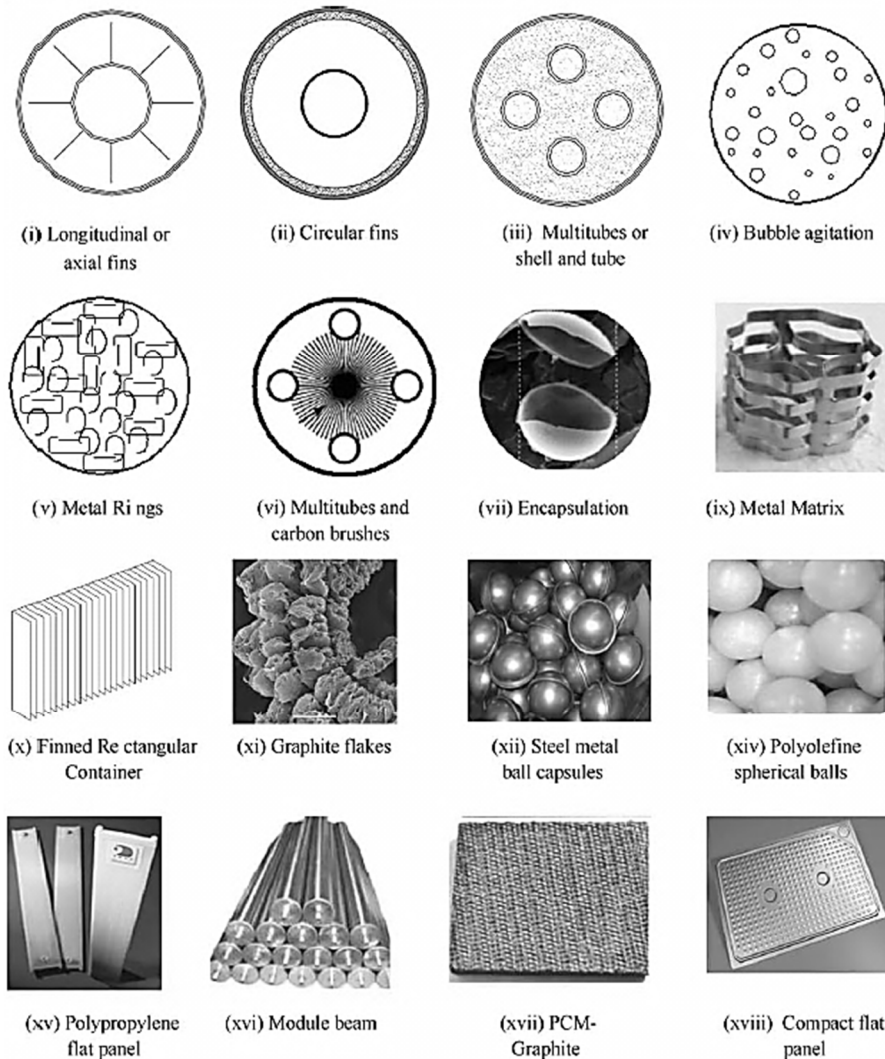 (i) Longitudinal or
axial fins
(ii) Circular fins
(iii) Multitubes or
shell and tube
(iv) Bubble agitation
(v) Metal Ri ngs
(vi) Multitubes and
carbon brushes
(vii) Encapsulation
(ix) Metal Matrix
(x) Finned Re ctangular
Container
(xi) Graphite flakes
(xii) Steel metal
ball capsules
(xiv) Polyolefine
spherical balls
(xv) Polypropylene
flat panel
(xvi) Module beam
(xvii) PCM-
Graphite
(xviii) Compact flat
panel